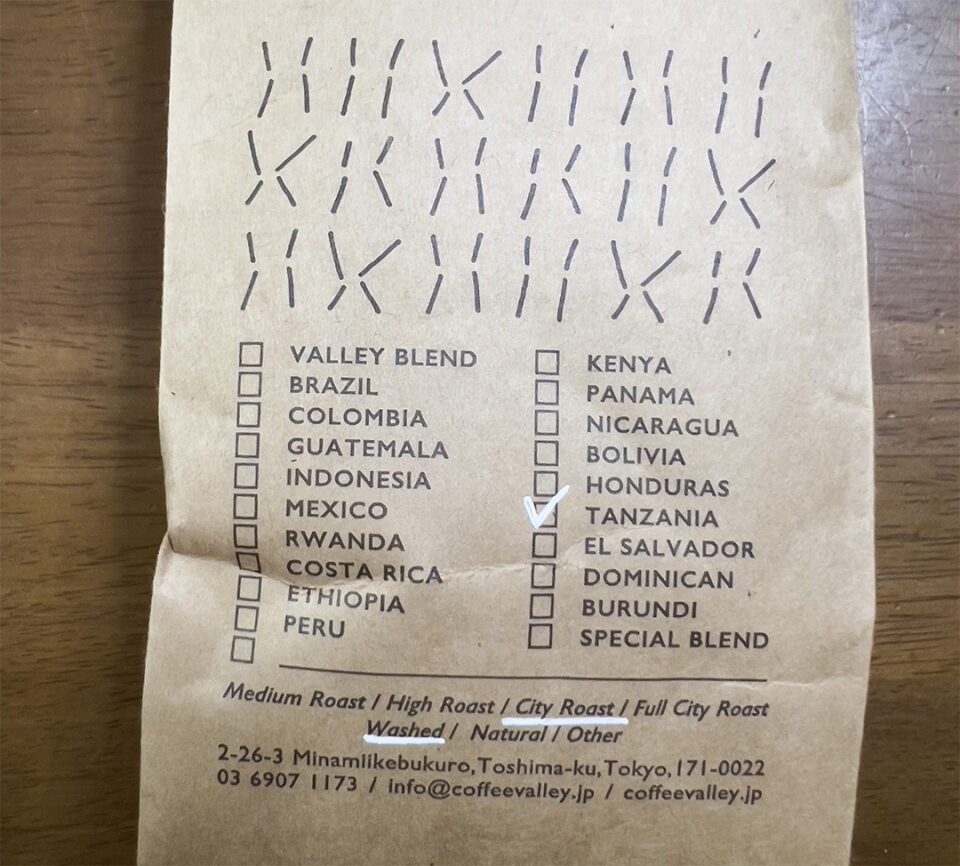 VALLEY BLEND
BRAZIL
COLOMBIA
GUATEMALA
INDONESIA
MEXICO
RWANDA
COSTA RICA
ETHIOPIA
PERU
KENYA
PANAMA
NICARAGUA
BOLIVIA
HONDURAS
TANZANIA
EL SALVADOR
DOMINICAN
BURUNDI
SPECIAL BLEND
Medium Roast / High Roast / City Roast / Full City Roast
Washed / Natural / Other
2-26-3 Minamiikebukuro,Toshima-ku,Tokyo,171-0022
03 6907 1173 / info@coffeevalley.jp / coffeevalley.jp